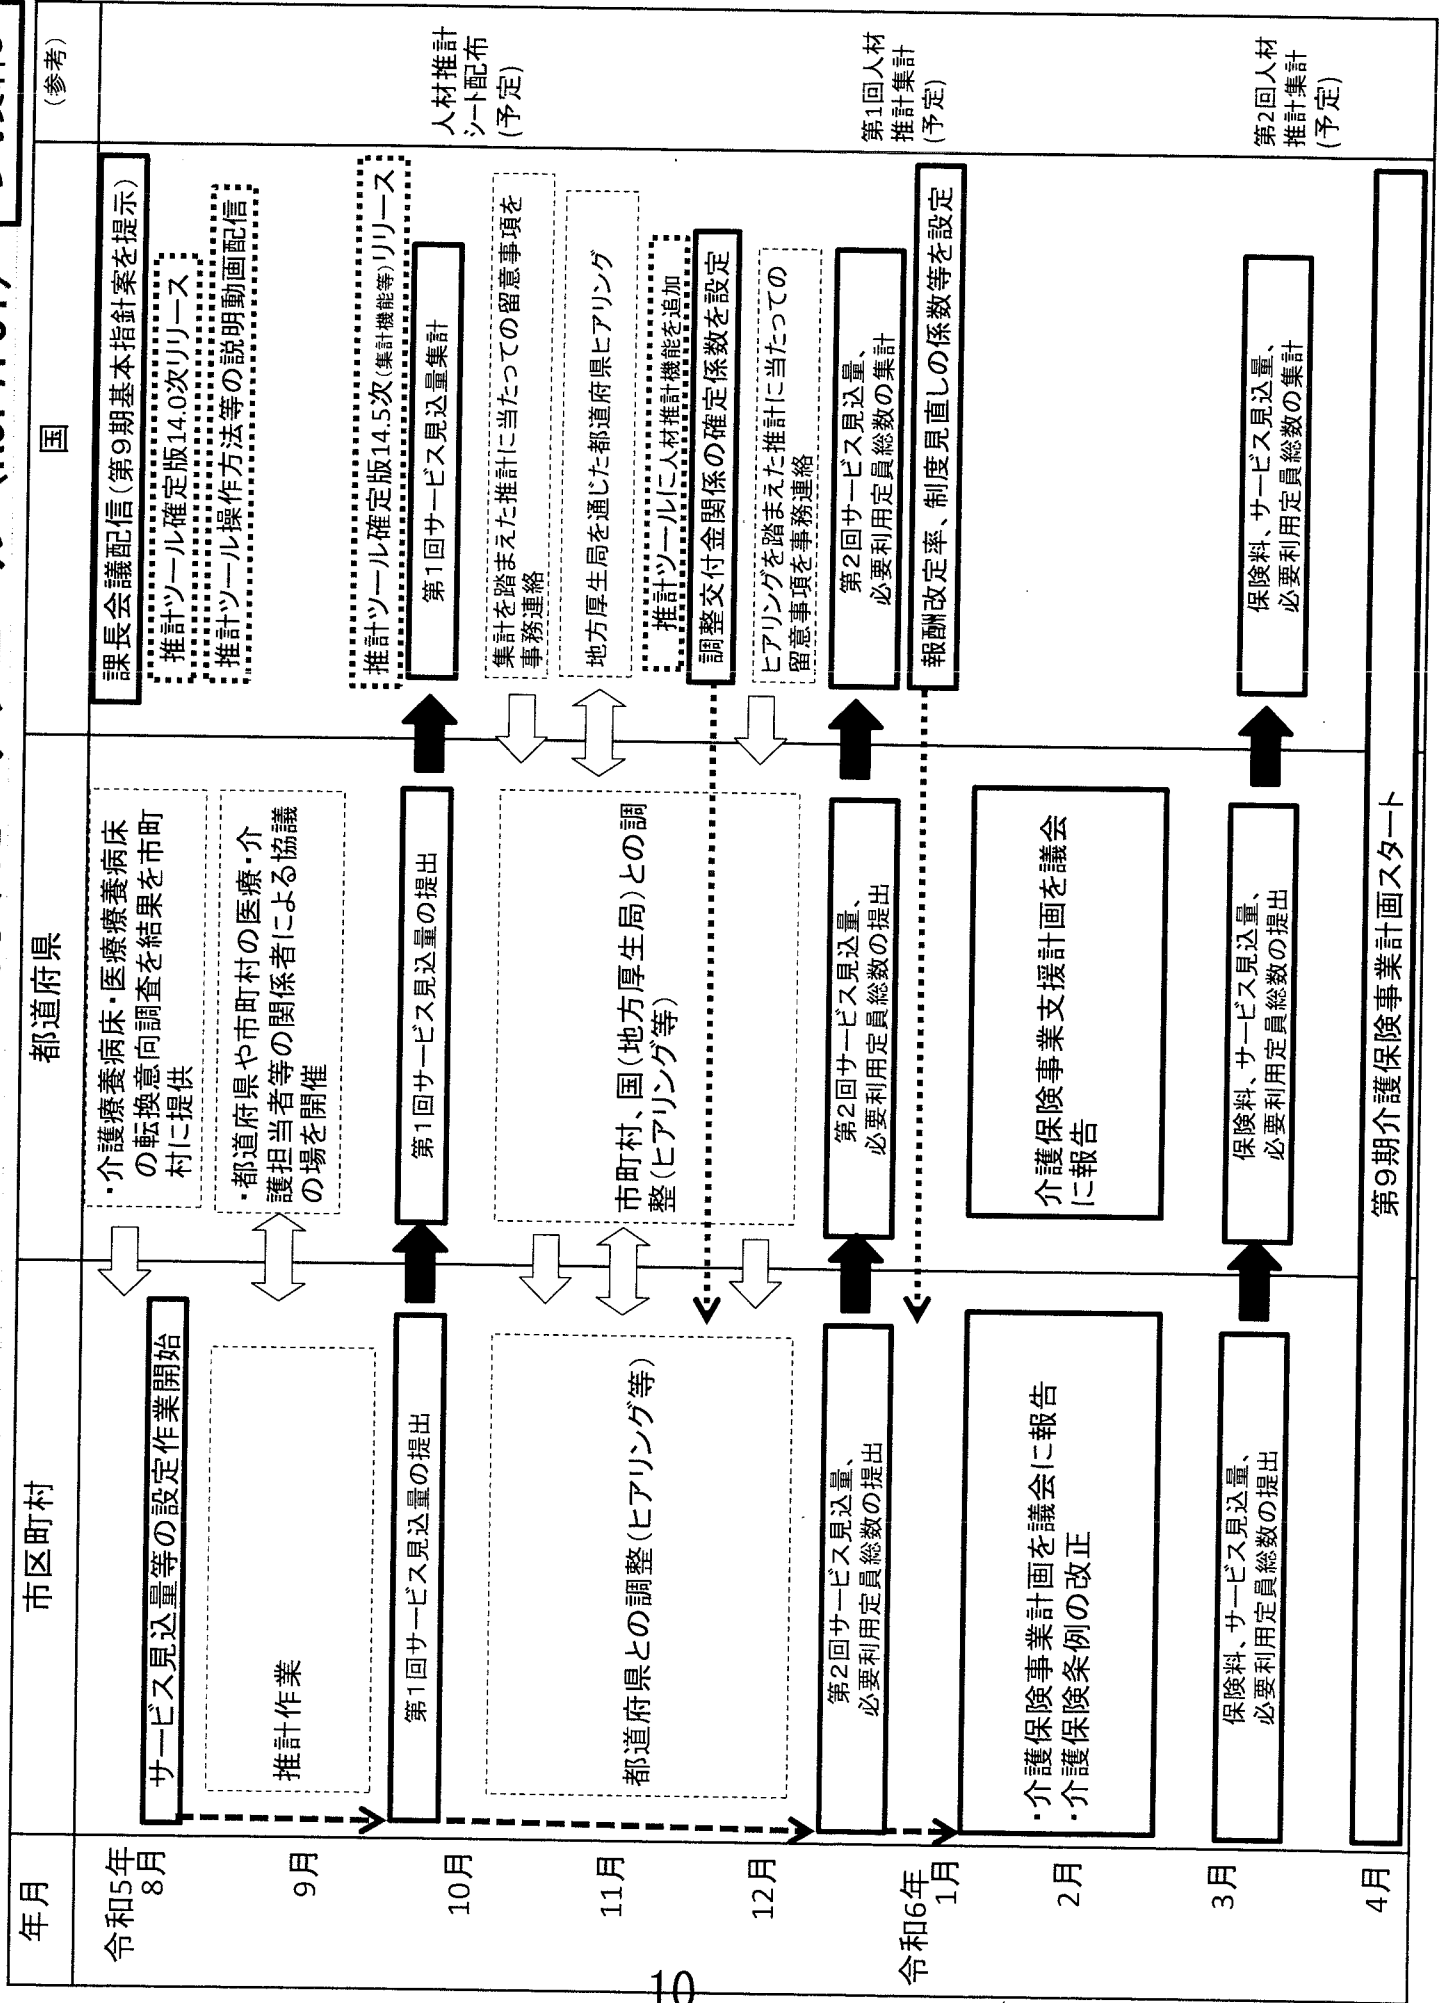 年月
市区町村
都道府県
国
（参考）
令和5年
8月
9月
10月
11月
12月
令和6年
1月
2月
3月
4月
サービス見込量等の設定作業開始
推計作業
第1回サービス見込量の提出
都道府県との調整（ヒアリング等）
第2回サービス見込量、
必要利用定員総数の提出
・介護保険事業計画を議会に報告
・介護保険条例の改正
保険料、サービス見込量、
必要利用定員総数の提出
・介護療養病床・医療療養病床
の転換意向調査を結果を市町
村に提供
・都道府県や市町村の医療・介
護担当者等の関係者による協議
の場を開催
第1回サービス見込量の提出
市町村、国（地方厚生局）との調
整（ヒアリング等）
第2回サービス見込量、
必要利用定員総数の提出
介護保険事業支援計画を議会
に報告
保険料、サービス見込量、
必要利用定員総数の提出
課長会議配信（第9期基本指針案を提示）
推計ツール確定版14.0次リリース
推計ツール操作方法等の説明動画配信
推計ツール確定版14.5次（集計機能等）リリース
第1回サービス見込量集計
集計を踏まえた推計に当たっての留意事項を
事務連絡
地方厚生局を通じた都道府県ヒアリング
推計ツールに人材推計機能を追加
調整交付金関係の確定係数を設定
ヒアリングを踏まえた推計に当たっての
留意事項を事務連絡
第2回サービス見込量、
必要利用定員総数の集計
報酬改定率、制度見直しの係数等を設定
保険料、サービス見込量、
必要利用定員総数の集計
人材推計
シート配布
（予定）
第1回人材
推計集計
（予定）
第2回人材
推計集計
（予定）
第9期介護保険事業計画スタート
10